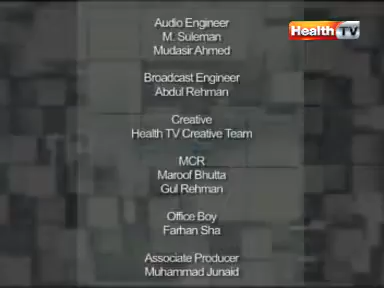 Audio Engineer
M. Suleman
Mudasir Ahmed
Broadcast Engineer
Abdul Rehman
Creative
Health TV Creative Team
MCR
Maroof Bhutta
Gul Rehman
Office Boy
Farhan Sha
Associate Producer
Muhammad Junaid
Health TV